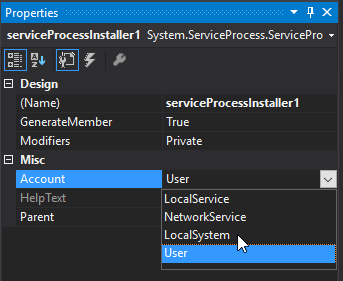 Properties
serviceProcessInstaller1 System.ServiceProcess.ServicePro
Design
(Name) serviceProcessInstaller1
GenerateMember True
Modifiers Private
Misc
Account User
HelpText
Parent
LocalService
NetworkService
LocalSystem
User